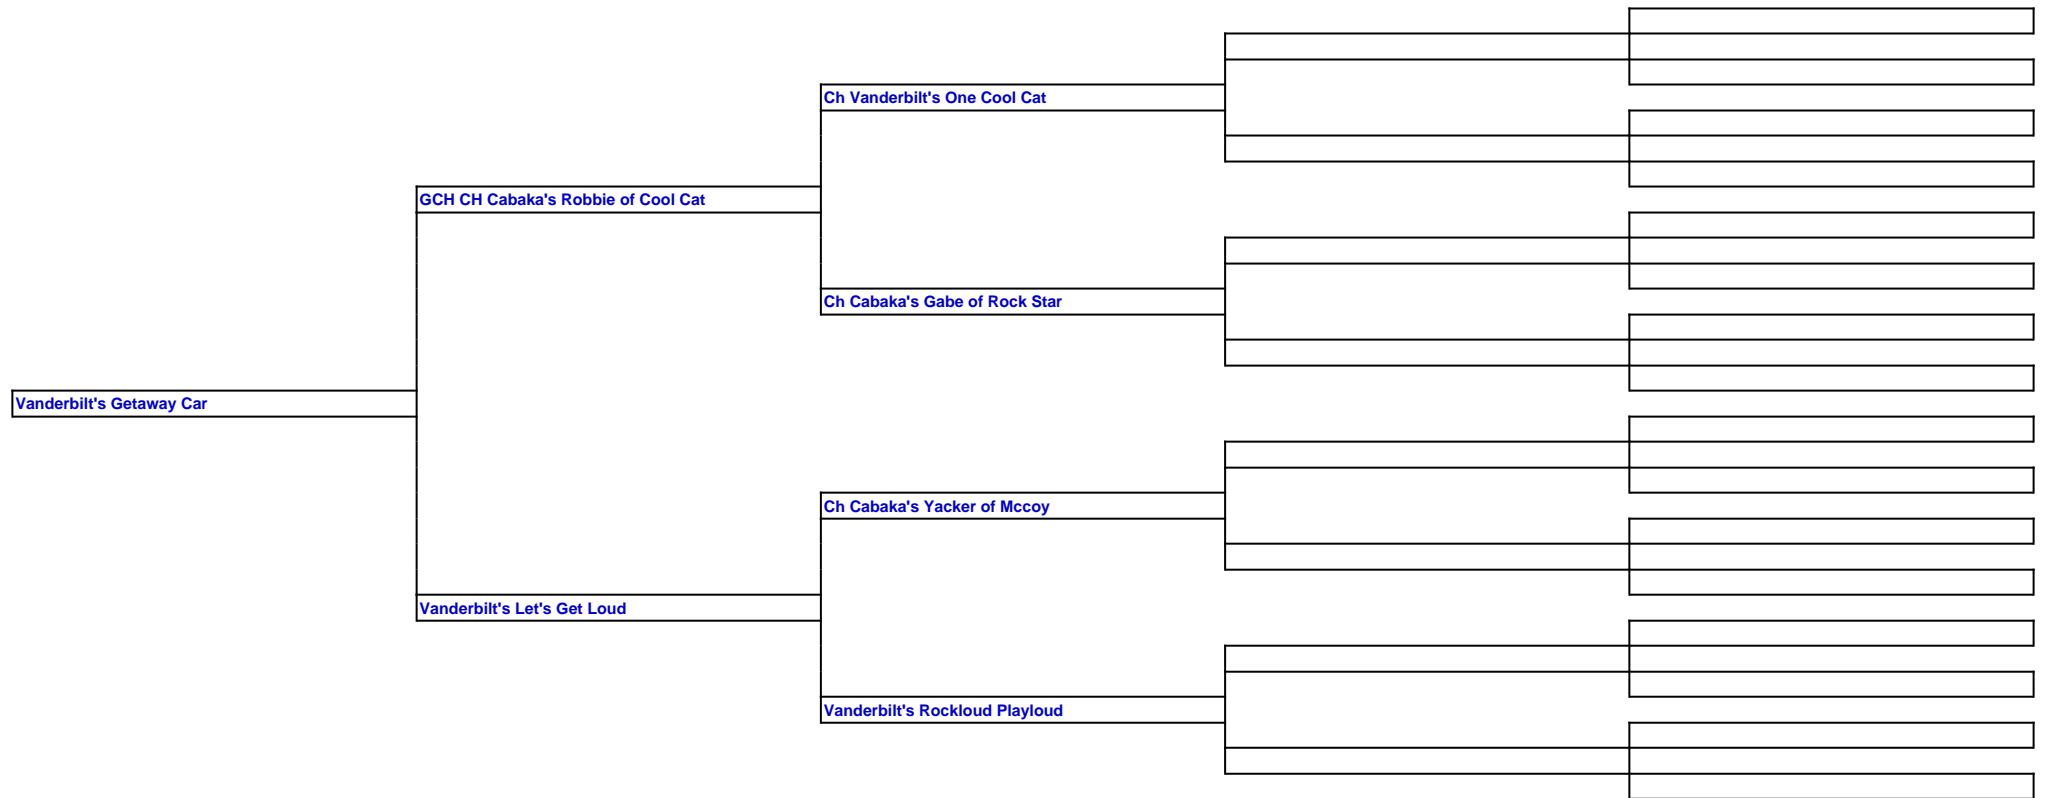 Ch Vanderbilt's One Cool Cat
GCH CH Cabaka's Robbie of Cool Cat
Ch Cabaka's Gabe of Rock Star
Vanderbilt's Getaway Car
Ch Cabaka's Yacker of Mccoy
Vanderbilt's Let's Get Loud
Vanderbilt's Rockloud Playloud